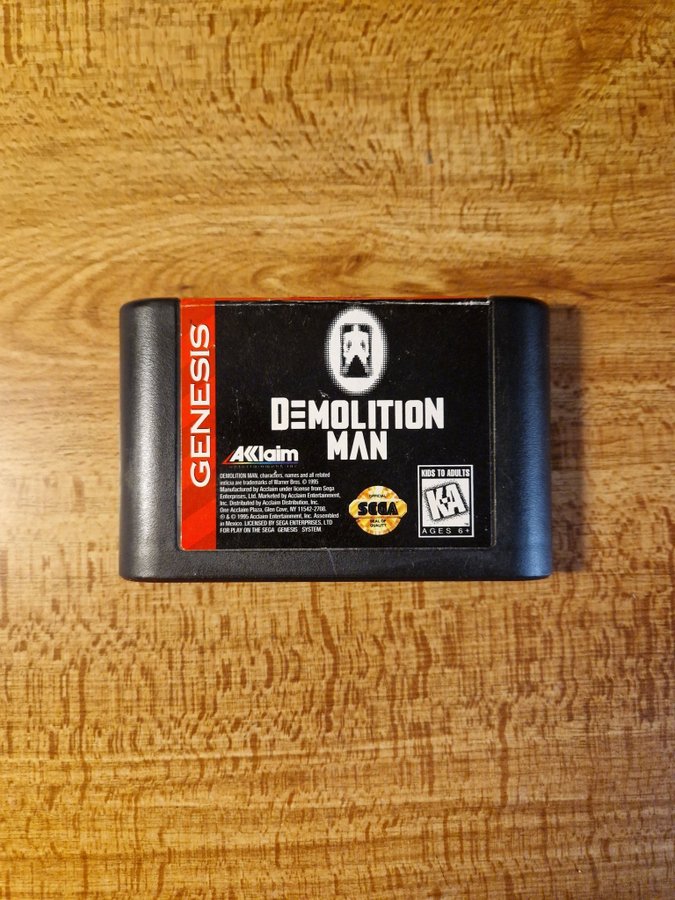 GENESIS
DEMOLITION
MAN
AKklaim
ENTERTAINMENT, INC.
DEMOLITION MAN, characters, names and all related
indicia are trademarks of Warner Bros. © 1995
Manufactured by Acclaim under license from Sega
Enterprises, Ltd. Marketed by Acclaim Entertainment,
Inc. Distributed by Acclaim Distribution, Inc.
One Acclaim Plaza, Glen Cove, NY 11542-2708.
® & © 1995 Acclaim Entertainment, Inc. Assembled
in Mexico. LICENSED BY SEGA ENTERPRISES, LTD
FOR PLAY ON THE SEGA GENESIS SYSTEM.
OFFICIAL
SEGA
SEAL OF
QUALITY
KIDS TO ADULTS
K-A
AGES 6+